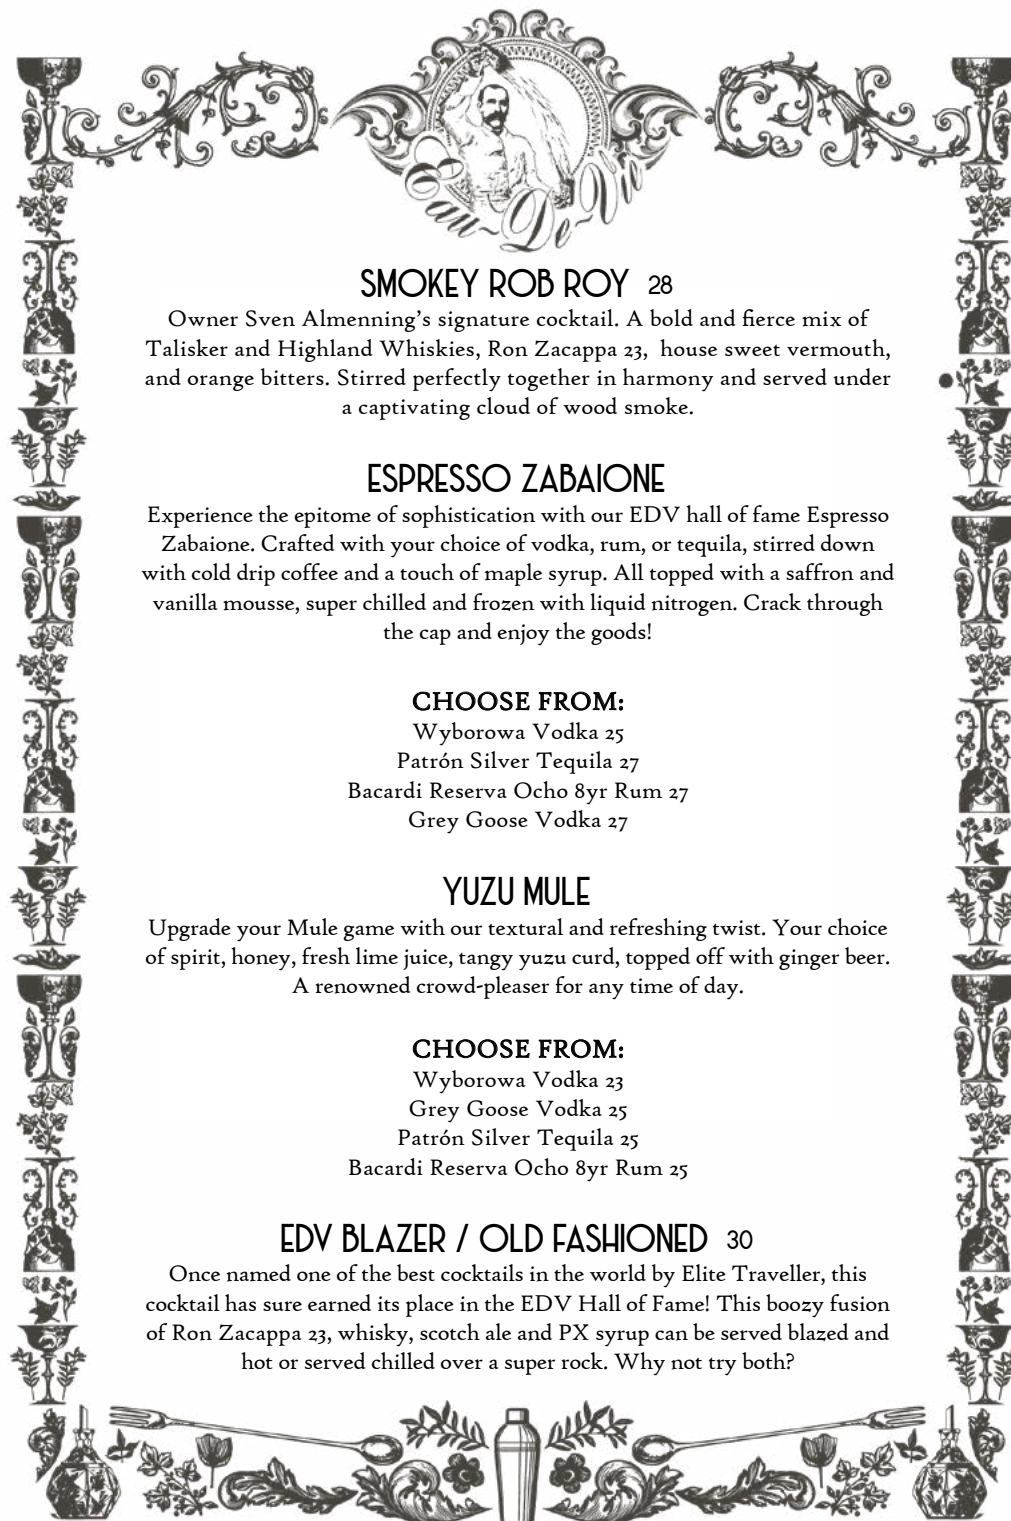 Eau-De-Vie
SMOKEY ROB ROY 28
Owner Sven Almenning's signature cocktail. A bold and fierce mix of
Talisker and Highland Whiskies, Ron Zacappa 23, house sweet vermouth,
and orange bitters. Stirred perfectly together in harmony and served under
a captivating cloud of wood smoke.
ESPRESSO ZABAIONE
Experience the epitome of sophistication with our EDV hall of fame Espresso
Zabaione. Crafted with your choice of vodka, rum, or tequila, stirred down
with cold drip coffee and a touch of maple syrup. All topped with a saffron and
vanilla mousse, super chilled and frozen with liquid nitrogen. Crack through
the cap and enjoy the goods!
CHOOSE FROM:
Wyborowa Vodka 25
Patrón Silver Tequila 27
Bacardi Reserva Ocho 8yr Rum 27
Grey Goose Vodka 27
YUZU MULE
Upgrade your Mule game with our textural and refreshing twist. Your choice
of spirit, honey, fresh lime juice, tangy yuzu curd, topped off with ginger beer.
A renowned crowd-pleaser for any time of day.
CHOOSE FROM:
Wyborowa Vodka 23
Grey Goose Vodka 25
Patrón Silver Tequila 25
Bacardi Reserva Ocho 8yr Rum 25
EDV BLAZER / OLD FASHIONED 30
Once named one of the best cocktails in the world by Elite Traveller, this
cocktail has sure earned its place in the EDV Hall of Fame! This boozy fusion
of Ron Zacappa 23, whisky, scotch ale and PX syrup can be served blazed and
hot or served chilled over a super rock. Why not try both?